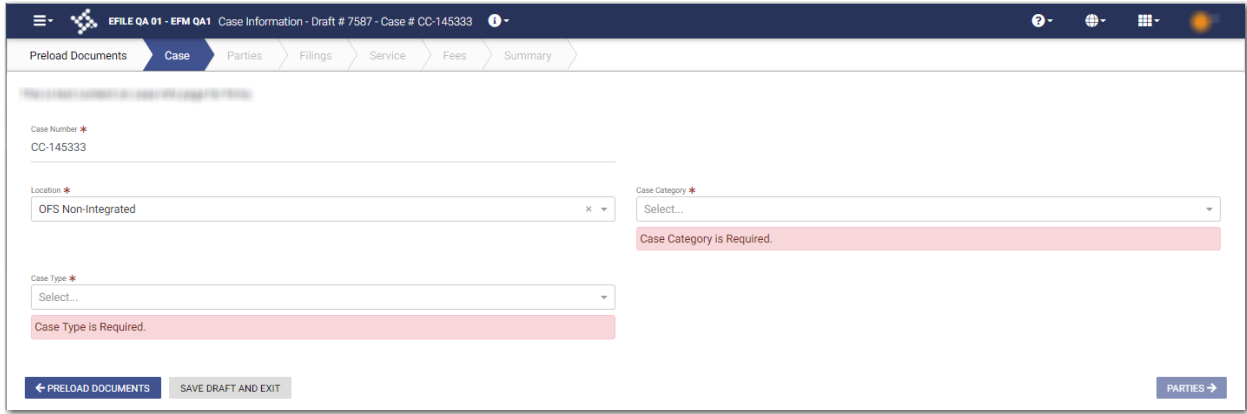 EFILE QA 01 - EFM QA1 Case Information - Draft # 7587 - Case # CC-145333
Preload Documents Case Parties Filings Service Fees Summary
Case Number *
CC-145333
Location * Case Category *
OFS Non-Integrated × Select...
Case Category is Required.
Case Type *
Select...
Case Type is Required.
← PRELOAD DOCUMENTS SAVE DRAFT AND EXIT PARTIES →